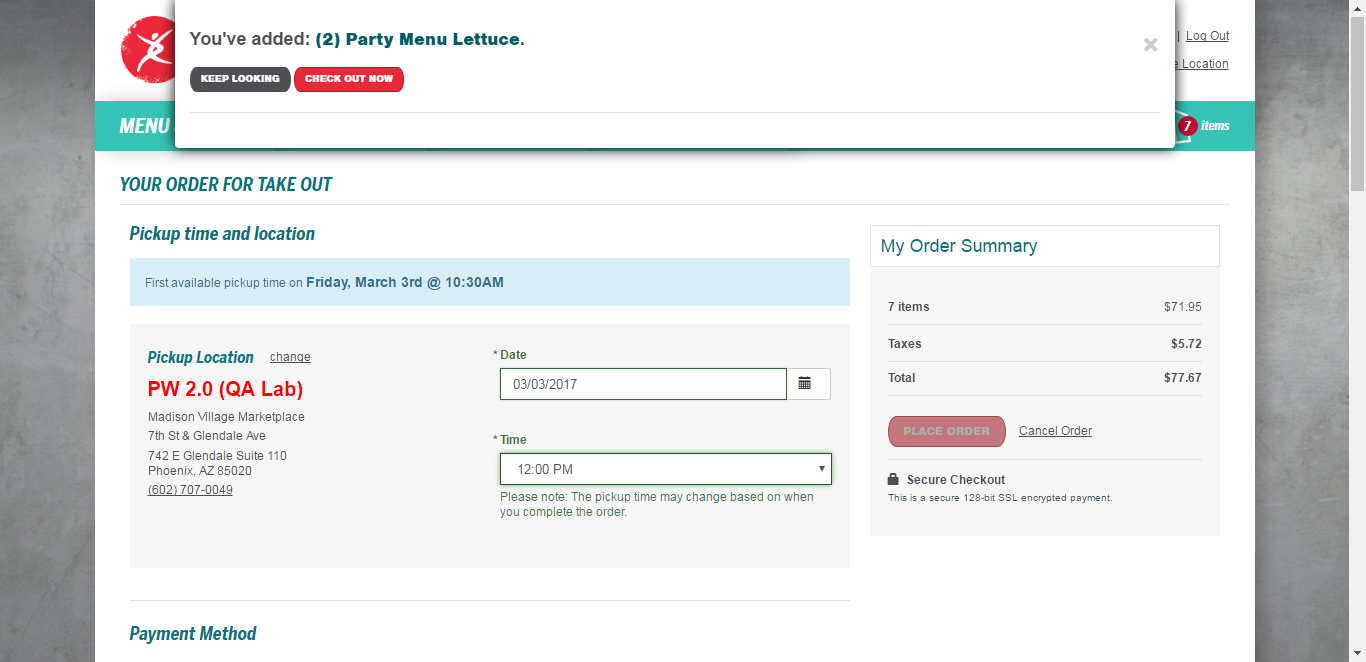 You've added: (2) Party Menu Lettuce.
×
KEEP LOOKING
CHECK OUT NOW
| Log Out
Location
MENU
7 items
YOUR ORDER FOR TAKE OUT
Pickup time and location
First available pickup time on Friday, March 3rd @ 10:30AM
Pickup Location change
PW 2.0 (QA Lab)
Madison Village Marketplace
7th St & Glendale Ave
742 E Glendale Suite 110
Phoenix, AZ 85020
(602) 707-0049
* Date
03/03/2017
* Time
12:00 PM
Please note: The pickup time may change based on when
you complete the order.
My Order Summary
7 items $71.95
Taxes $5.72
Total $77.67
PLACE ORDER Cancel Order
Secure Checkout
This is a secure 128-bit SSL encrypted payment.
Payment Method